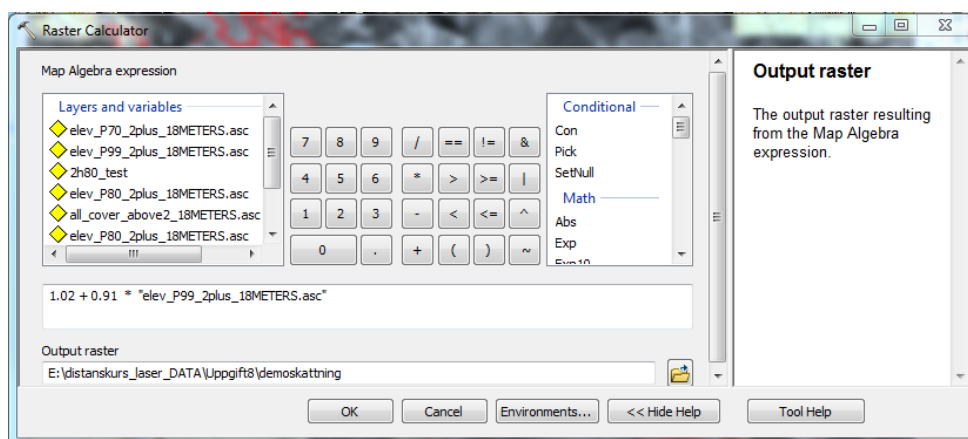 Raster Calculator
Map Algebra expression
Layers and variables
elev_P70_2plus_18METERS.asc
elev_P99_2plus_18METERS.asc
2h80_test
elev_P80_2plus_18METERS.asc
all_cover_above2_18METERS.asc
elev_P80_2plus_18METERS.asc
7 8 9 / == != &
4 5 6 * > >= |
1 2 3 - < <= ^
0 . + ( ) ~
Conditional
Con
Pick
SetNull
Math
Abs
Exp
Exp10
1.02 + 0.91 * "elev_P99_2plus_18METERS.asc"
Output raster
E:\distanskurs_laser_DATA\Uppgift8\demoskattning
OK Cancel Environments... << Hide Help Tool Help
Output raster
The output raster resulting
from the Map Algebra
expression.